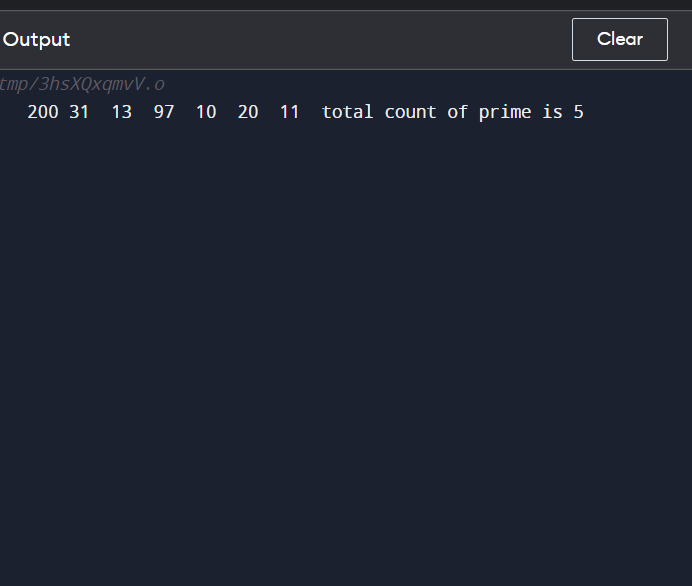 Output
Clear
tmp/3hsXQxqmvV.o
200 31 13 97 10 20 11 total count of prime is 5